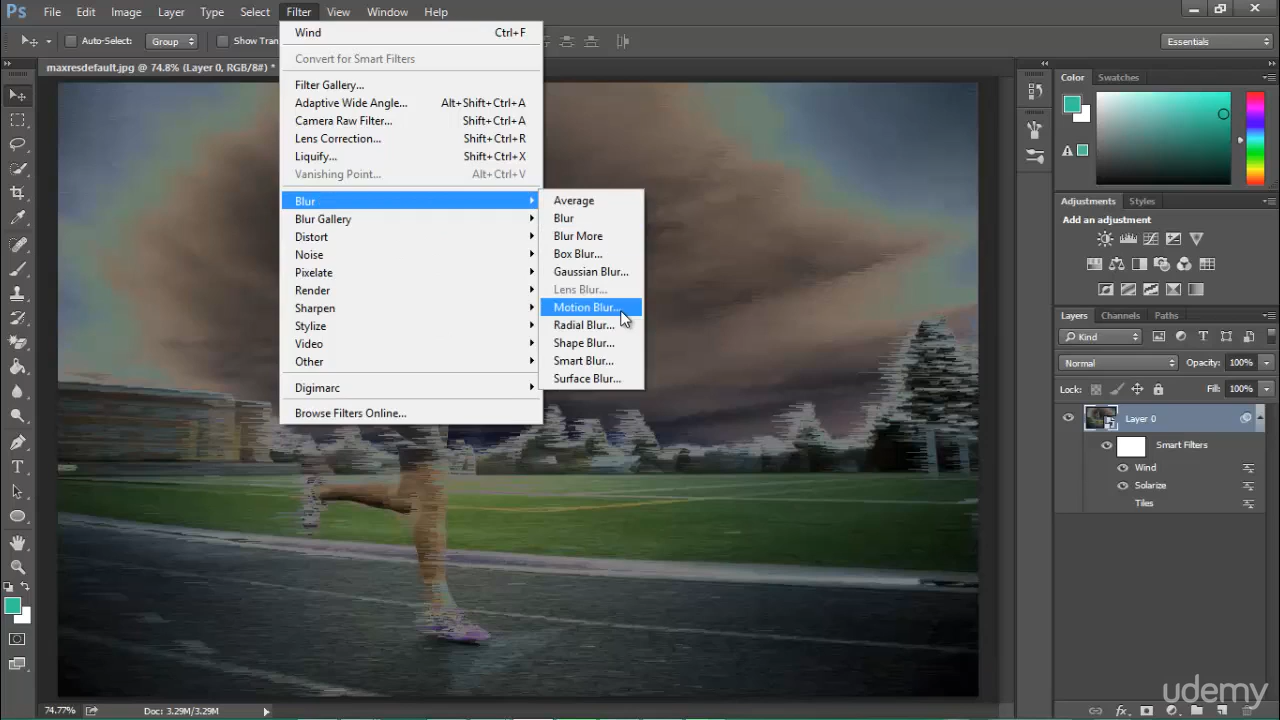 Ps File Edit Image Layer Type Select Filter View Window Help
Auto-Select: Group Show Tran
Essentials
maxresdefault.jpg @ 74.8% (Layer 0, RGB/8#) *
Wind Ctrl+F
Convert for Smart Filters
Filter Gallery...
Adaptive Wide Angle... Alt+Shift+Ctrl+A
Camera Raw Filter... Shift+Ctrl+A
Lens Correction... Shift+Ctrl+R
Liquify... Shift+Ctrl+X
Vanishing Point... Alt+Ctrl+V
Blur
Blur Gallery
Distort
Noise
Pixelate
Render
Sharpen
Stylize
Video
Other
Digimarc
Browse Filters Online...
Average
Blur
Blur More
Box Blur...
Gaussian Blur...
Lens Blur...
Motion Blur...
Radial Blur...
Shape Blur...
Smart Blur...
Surface Blur...
Color Swatches
Adjustments Styles
Add an adjustment
Layers Channels Paths
Kind
Normal Opacity: 100%
Lock: Fill: 100%
Layer 0
Smart Filters
Wind
Solarize
Tiles
74.77% Doc: 3.29M/3.29M
fx
udemy